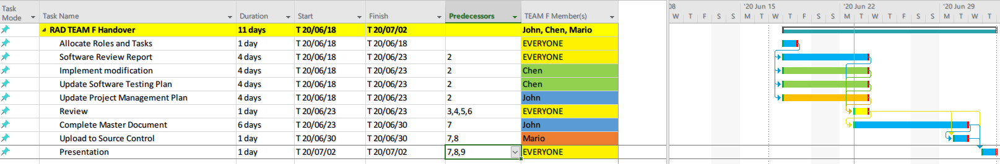 Task Mode Task Name Duration Start Finish Predecessors TEAM F Member(s)
RAD TEAM F Handover 11 days T 20/06/18 T 20/07/02 John, Chen, Mario
Allocate Roles and Tasks 1 day T 20/06/18 T 20/06/18 EVERYONE
Software Review Report 4 days T 20/06/18 T 20/06/23 2 EVERYONE
Implement modification 4 days T 20/06/18 T 20/06/23 2 Chen
Update Software Testing Plan 4 days T 20/06/18 T 20/06/23 2 Chen
Update Project Management Plan 4 days T 20/06/18 T 20/06/23 2 John
Review 1 day T 20/06/23 T 20/06/23 3,4,5,6 EVERYONE
Complete Master Document 6 days T 20/06/23 T 20/06/30 7 John
Upload to Source Control 1 day T 20/06/30 T 20/06/30 7,8 Mario
Presentation 1 day T 20/07/02 T 20/07/02 7,8,9 EVERYONE
08 '20 Jun 15 '20 Jun 22 '20 Jun 29
W T F S S M T W T F S S M T W T F S S M T W T